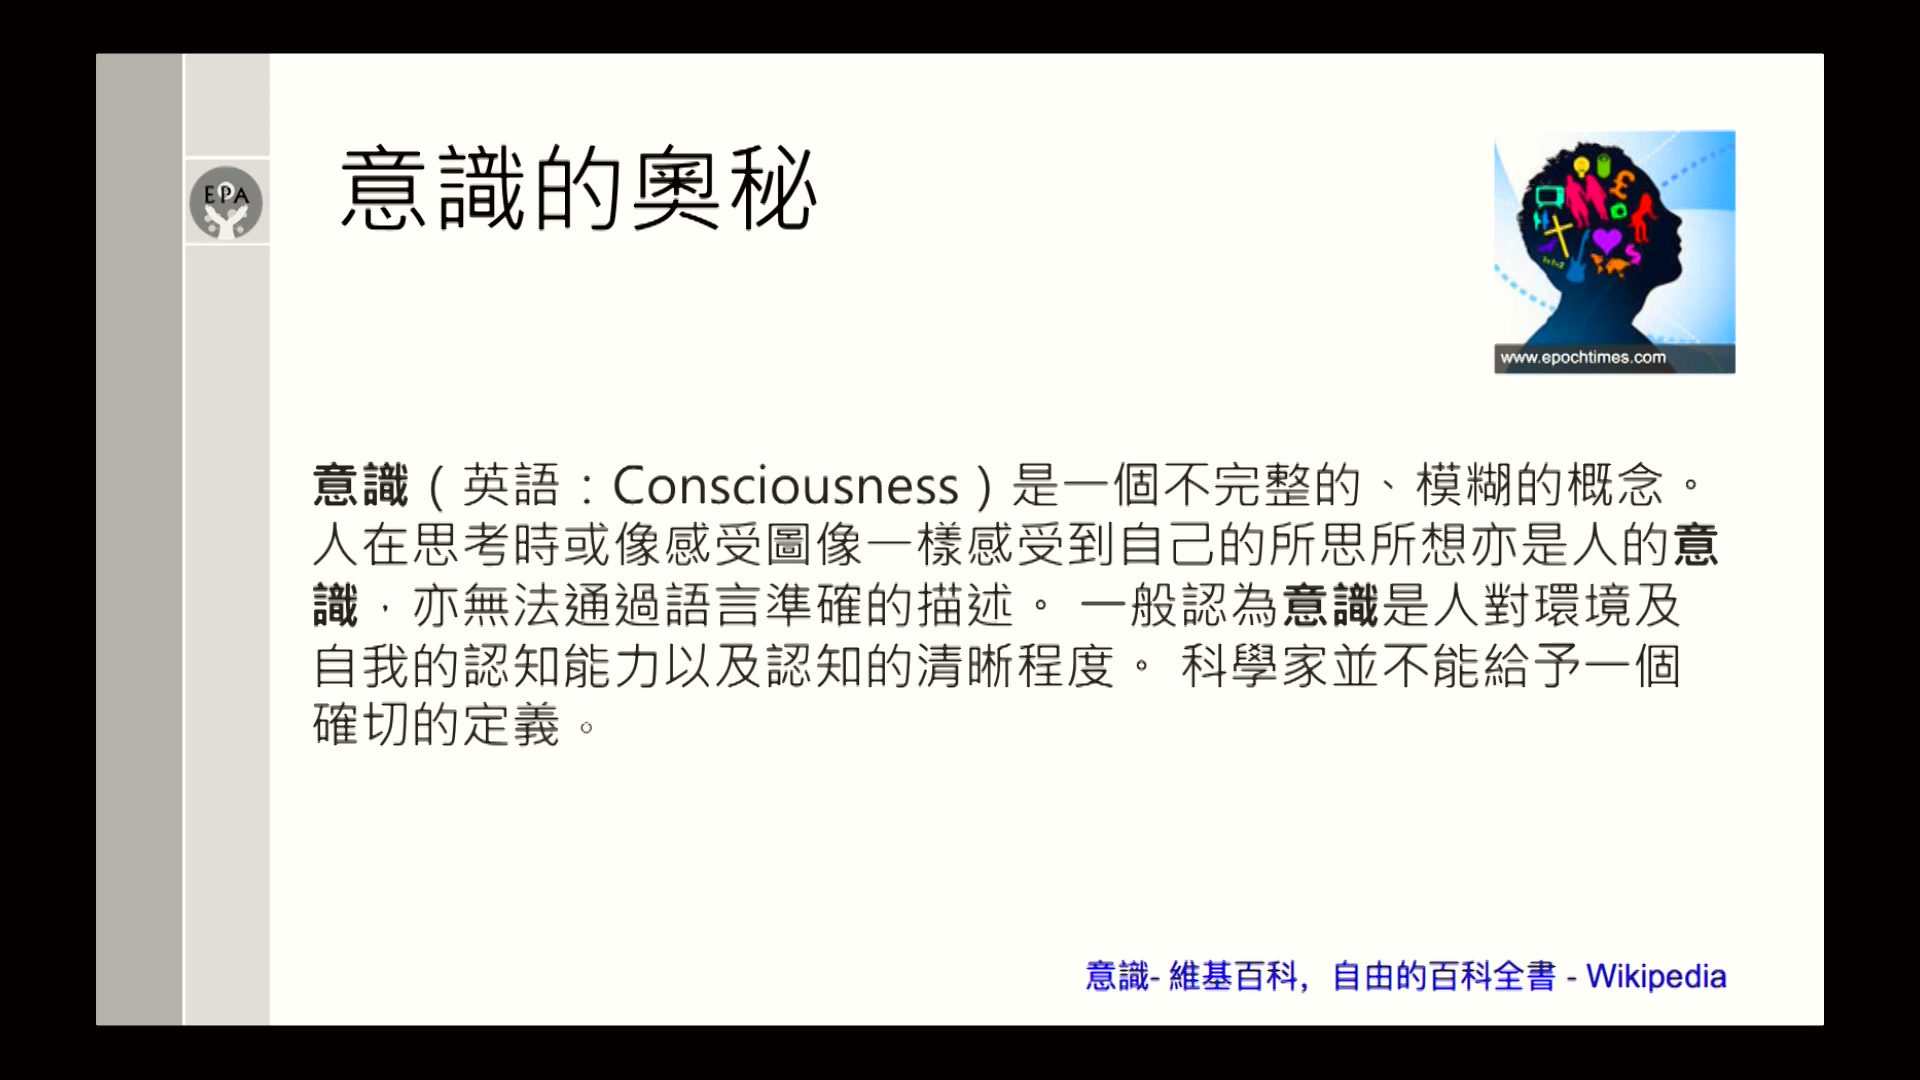 意識的奧秘
EPA
www.epochtimes.com
意識（英語：Consciousness）是一個不完整的、模糊的概念。
人在思考時或像感受圖像一樣感受到自己的所思所想亦是人的意
識，亦無法通過語言準確的描述。 一般認為意識是人對環境及
自我的認知能力以及認知的清晰程度。 科學家並不能給予一個
確切的定義。
意識- 維基百科，自由的百科全書 - Wikipedia